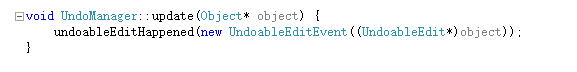 void UndoManager::update(Object* object) {
    undoableEditHappened(new UndoableEditEvent((UndoableEdit*)object));
}